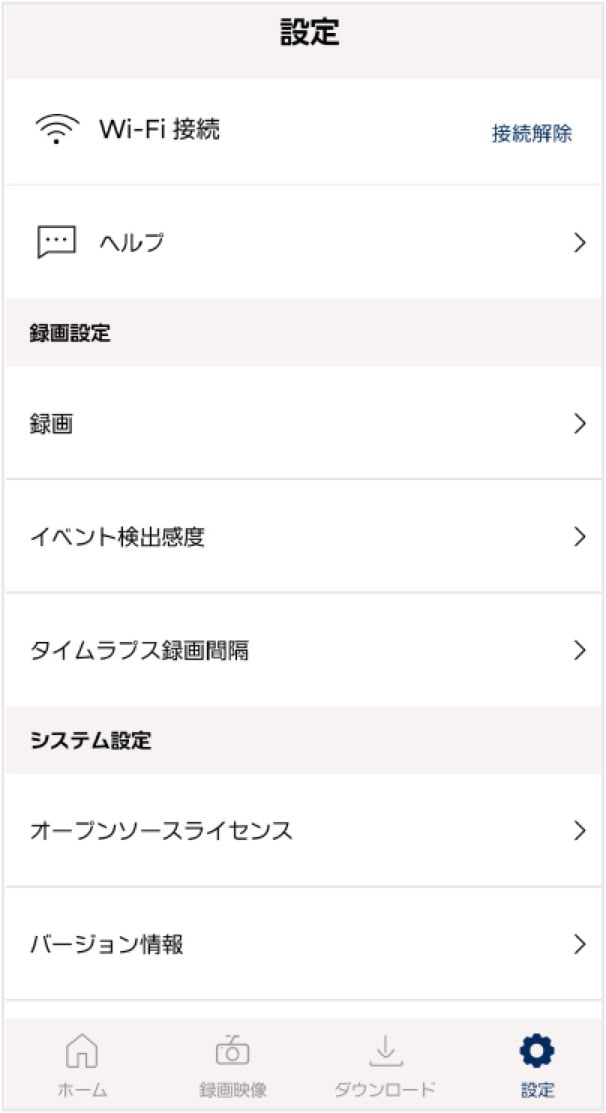 設定
Wi-Fi 接続
接続解除
ヘルプ
録画設定
録画
イベント検出感度
タイムラプス録画間隔
システム設定
オープンソースライセンス
バージョン情報
ホーム
録画映像
ダウンロード
設定